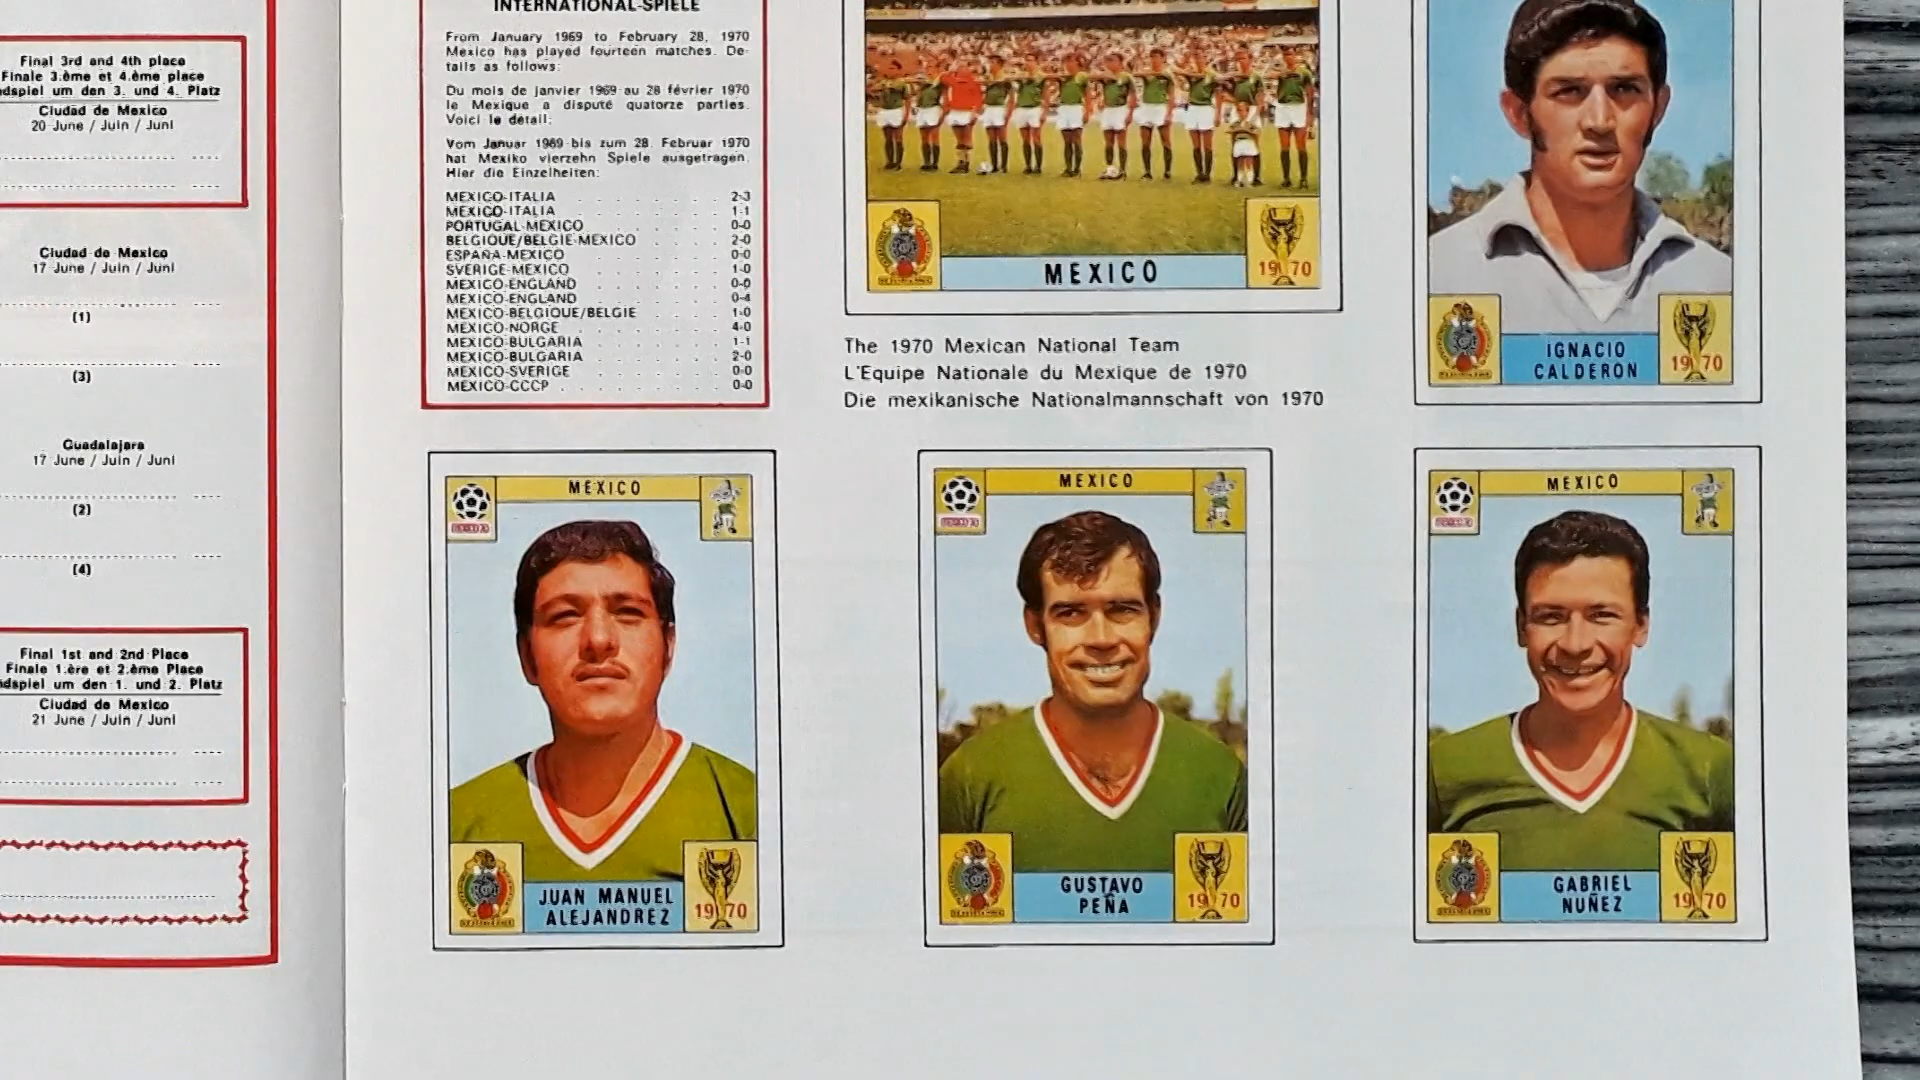 Final 3rd and 4th place
Finale 3.ème et 4.ème place
dspiel um den 3. und 4. Platz
Ciudad de Mexico
20 June / Juin / Juni
Ciudad de Mexico
17 June / Juin / Juni
(1)
(3)
Guadalajara
17 June / Juin / Juni
(2)
(4)
Final 1st and 2nd Place
Finale 1.ère et 2.ème Place
dspiel um den 1. und 2. Platz
Ciudad de Mexico
21 June / Juin / Juni
INTERNATIONAL-SPIELE
From January 1969 to February 28, 1970
Mexico has played fourteen matches. De-
tails as follows:
Du mois de janvier 1969 au 28 février 1970
le Mexique a disputé quatorze parties.
Voici le détail:
Vom Januar 1969 bis zum 28. Februar 1970
hat Mexiko vierzehn Spiele ausgetragen.
Hier die Einzelheiten:
MEXICO-ITALIA . . . . . . . 2-3
MEXICO-ITALIA . . . . . . . 1-1
PORTUGAL-MEXICO . . . . . . 0-0
BELGIQUE/BELGIE-MEXICO . . . . 2-0
ESPAÑA-MEXICO . . . . . . . 0-0
SVERIGE-MEXICO . . . . . . . 1-0
MEXICO-ENGLAND . . . . . . 0-0
MEXICO-ENGLAND . . . . . . 0-4
MEXICO-BELGIQUE/BELGIE . . . . 1-0
MEXICO-NORGE . . . . . . . 4-0
MEXICO-BULGARIA . . . . . . 1-1
MEXICO-BULGARIA . . . . . . 2-0
MEXICO-SVERIGE . . . . . . . 0-0
MEXICO-CCCP . . . . . . . . 0-0
MEXICO
1970
The 1970 Mexican National Team
L'Equipe Nationale du Mexique de 1970
Die mexikanische Nationalmannschaft von 1970
IGNACIO
CALDERON
1970
MEXICO
MEXICO 70
JUAN MANUEL
ALEJANDREZ
1970
MEXICO
MEXICO 70
GUSTAVO
PEÑA
1970
MEXICO
MEXICO 70
GABRIEL
NUÑEZ
1970